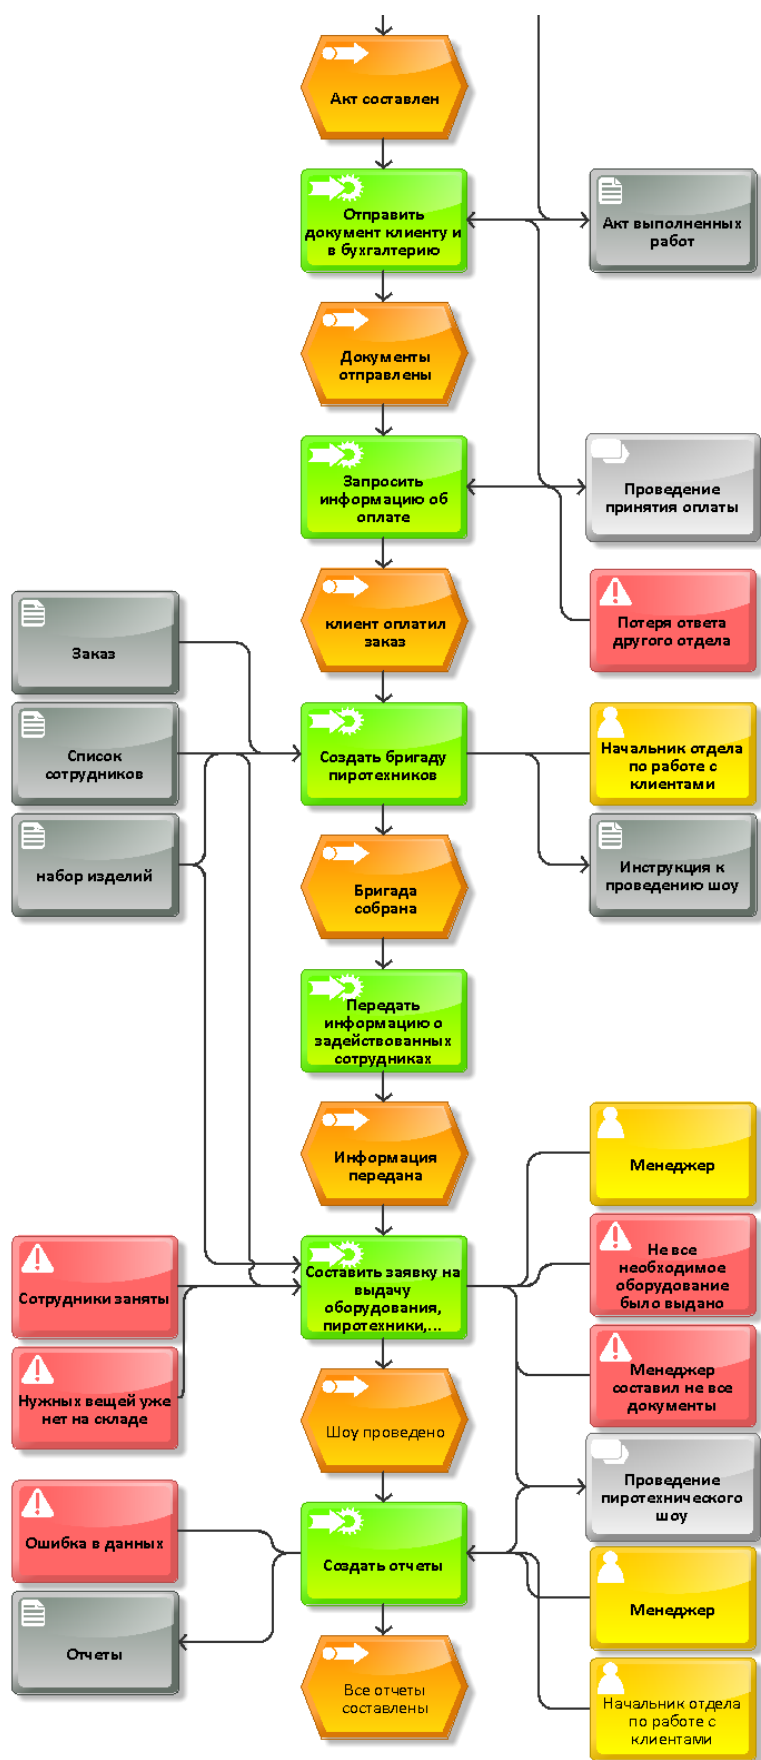 Акт составлен
Отправить
документ клиенту и
в бухгалтерию
Акт выполненных
работ
Документы
отправлены
Запросить
информацию об
оплате
Проведение
принятия оплаты
клиент оплатил
заказ
Потеря ответа
другого отдела
Заказ
Список
сотрудников
Создать бригаду
пиротехников
Начальник отдела
по работе с
клиентами
набор изделий
Бригада
собрана
Инструкция к
проведению шоу
Передать
информацию о
задействованных
сотрудниках
Информация
передана
Менеджер
Сотрудники заняты
Составить заявку на
выдачу
оборудования,
пиротехники,...
Не все
необходимое
оборудование
было выдано
Нужных вещей уже
нет на складе
Менеджер
составил не все
документы
Шоу проведено
Проведение
пиротехнического
шоу
Ошибка в данных
Создать отчеты
Менеджер
Отчеты
Все отчеты
составлены
Начальник отдела
по работе с
клиентами